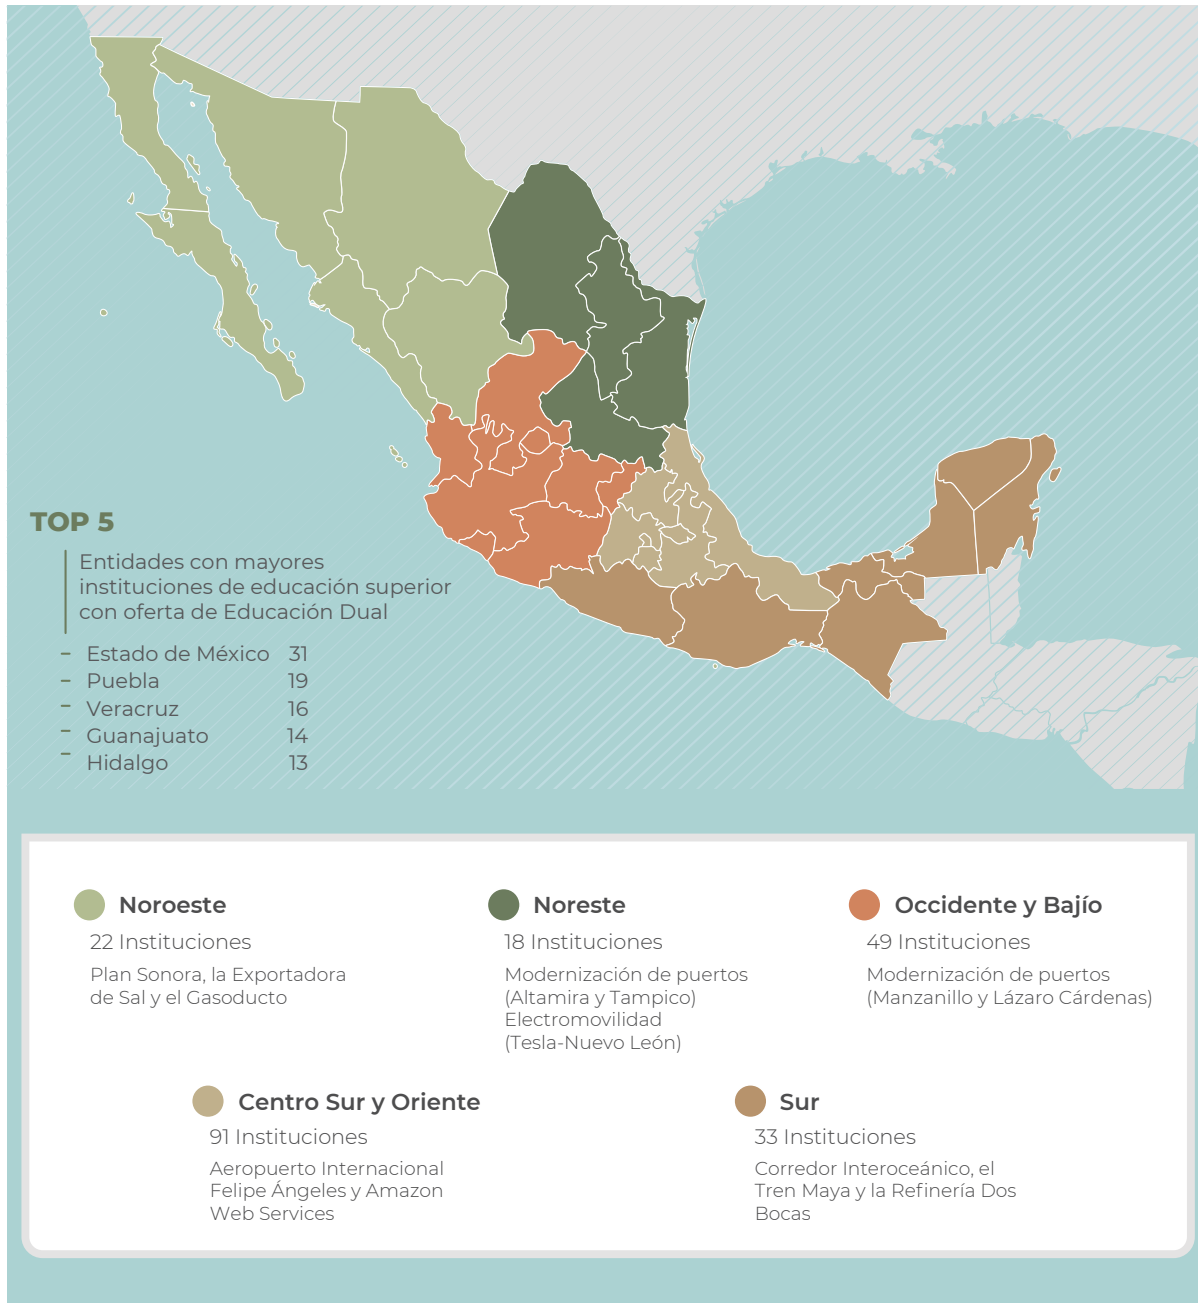 TOP 5
Entidades con mayores
instituciones de educación superior
con oferta de Educación Dual
– Estado de México 31
– Puebla 19
– Veracruz 16
– Guanajuato 14
– Hidalgo 13
Noroeste
22 Instituciones
Plan Sonora, la Exportadora
de Sal y el Gasoducto
Noreste
18 Instituciones
Modernización de puertos
(Altamira y Tampico)
Electromovilidad
(Tesla-Nuevo León)
Occidente y Bajío
49 Instituciones
Modernización de puertos
(Manzanillo y Lázaro Cárdenas)
Centro Sur y Oriente
91 Instituciones
Aeropuerto Internacional
Felipe Ángeles y Amazon
Web Services
Sur
33 Instituciones
Corredor Interoceánico, el
Tren Maya y la Refinería Dos
Bocas